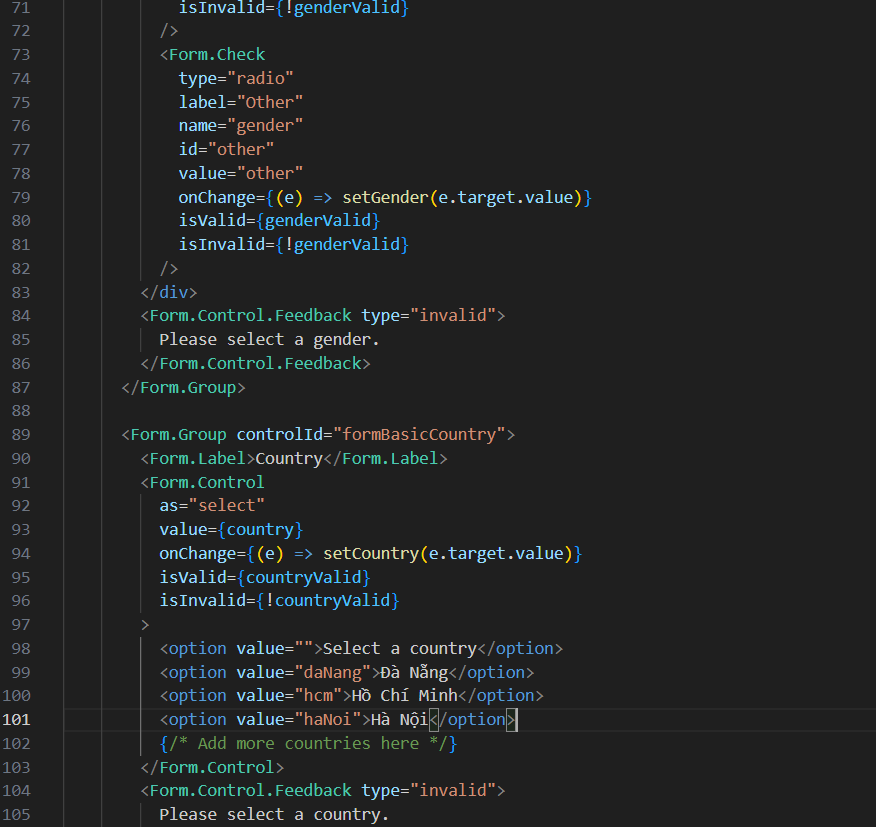 71 isInvalid={!genderValid}
72 />
73 <Form.Check
74 type="radio"
75 label="Other"
76 name="gender"
77 id="other"
78 value="other"
79 onChange={(e) => setGender(e.target.value)}
80 isValid={genderValid}
81 isInvalid={!genderValid}
82 />
83 </div>
84 <Form.Control.Feedback type="invalid">
85 Please select a gender.
86 </Form.Control.Feedback>
87 </Form.Group>
88
89 <Form.Group controlId="formBasicCountry">
90 <Form.Label>Country</Form.Label>
91 <Form.Control
92 as="select"
93 value={country}
94 onChange={(e) => setCountry(e.target.value)}
95 isValid={countryValid}
96 isInvalid={!countryValid}
97 >
98 <option value="">Select a country</option>
99 <option value="daNang">Đà Nẵng</option>
100 <option value="hcm">Hồ Chí Minh</option>
101 <option value="haNoi">Hà Nội</option>
102 {/* Add more countries here */}
103 </Form.Control>
104 <Form.Control.Feedback type="invalid">
105 Please select a country.